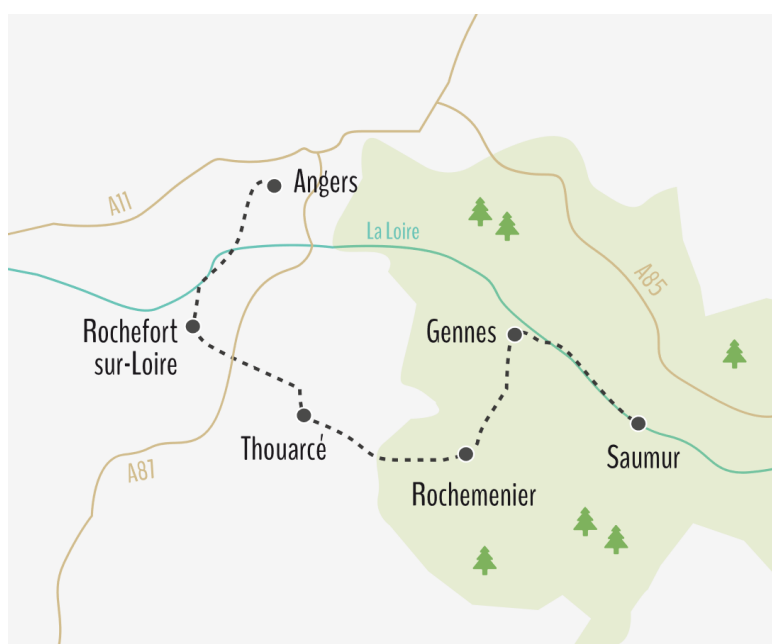 Angers
A11
La Loire
A85
Rochefort
sur-Loire
Gennes
Thouarcé
Saumur
A87
Rochemenier